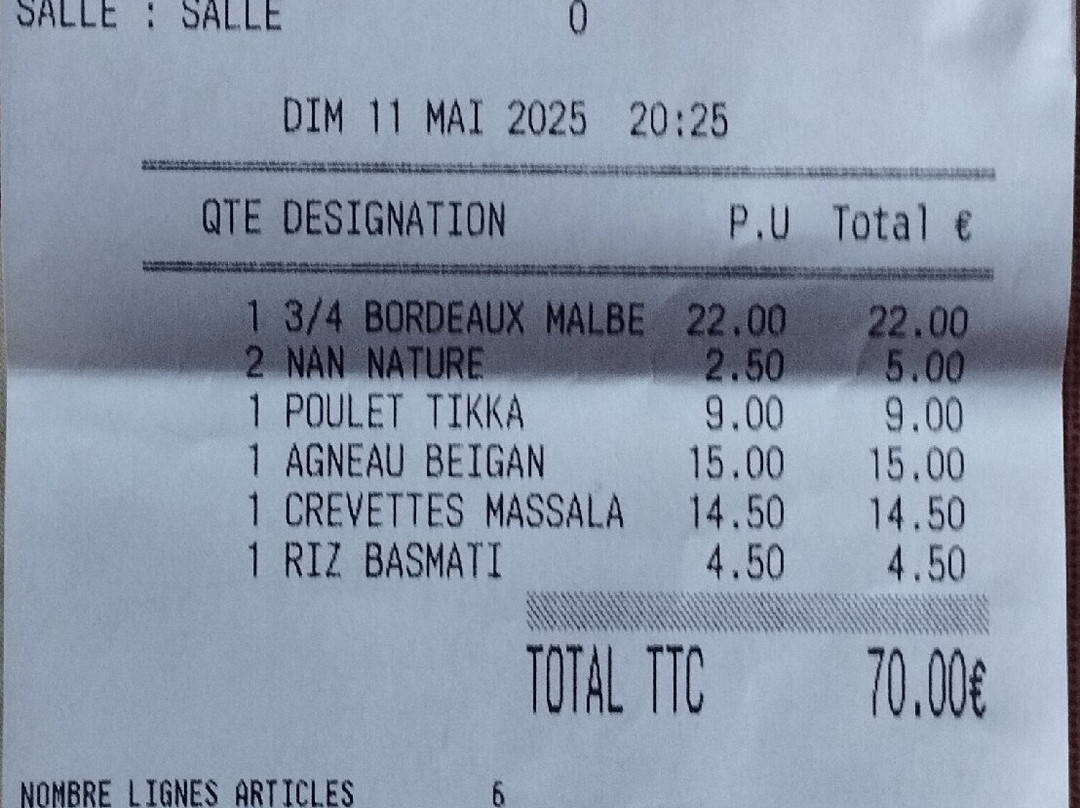 SALLE : SALLE 0
DIM 11 MAI 2025 20:25
QTE DESIGNATION P.U Total €
1 3/4 BORDEAUX MALBE 22.00 22.00
2 NAN NATURE 2.50 5.00
1 POULET TIKKA 9.00 9.00
1 AGNEAU BEIGAN 15.00 15.00
1 CREVETTES MASSALA 14.50 14.50
1 RIZ BASMATI 4.50 4.50
TOTAL TTC 70.00€
NOMBRE LIGNES ARTICLES 6